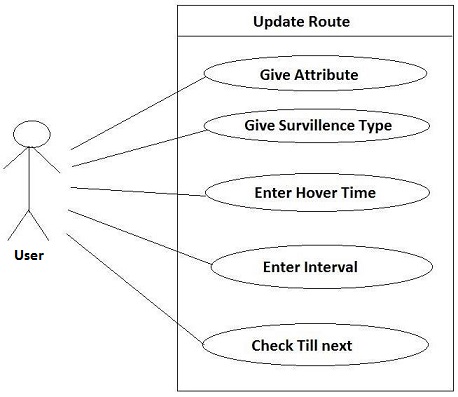 Update Route
Give Attribute
Give Survillence Type
Enter Hover Time
Enter Interval
Check Till next
User